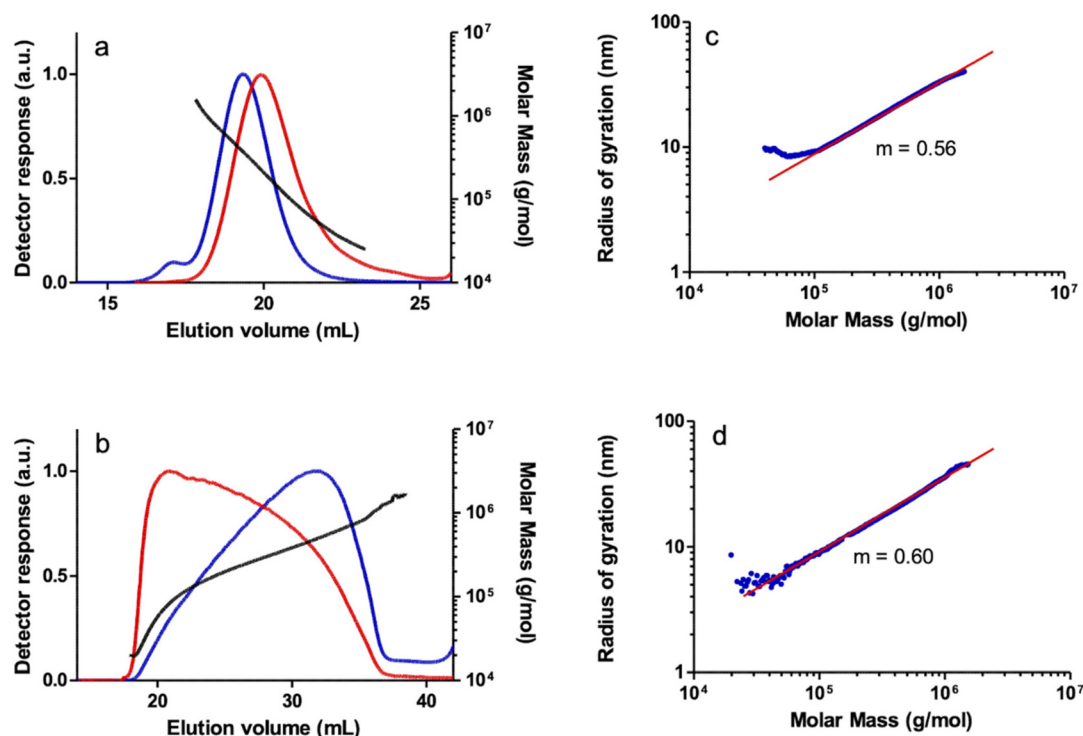 a
Detector response (a.u.)
1.0
0.5
0.0
10⁷
10⁶
10⁵
10⁴
Molar Mass (g/mol)
15 20 25
Elution volume (mL)
c
Radius of gyration (nm)
100
10
1
m = 0.56
10⁴ 10⁵ 10⁶ 10⁷
Molar Mass (g/mol)
b
Detector response (a.u.)
1.0
0.5
0.0
10⁷
10⁶
10⁵
10⁴
Molar Mass (g/mol)
20 30 40
Elution volume (mL)
d
Radius of gyration (nm)
100
10
1
m = 0.60
10⁴ 10⁵ 10⁶ 10⁷
Molar Mass (g/mol)